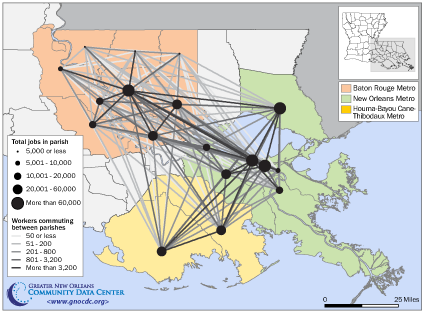 Baton Rouge Metro
New Orleans Metro
Houma-Bayou Cane-
Thibodaux Metro
Total jobs in parish
5,000 or less
5,001 - 10,000
10,001 - 20,000
20,001 - 60,000
More than 60,000
Workers commuting
between parishes
50 or less
51 - 200
201 - 800
801 - 3,200
More than 3,200
GREATER NEW ORLEANS
COMMUNITY DATA CENTER
<www.gnocdc.org>
0 25 Miles